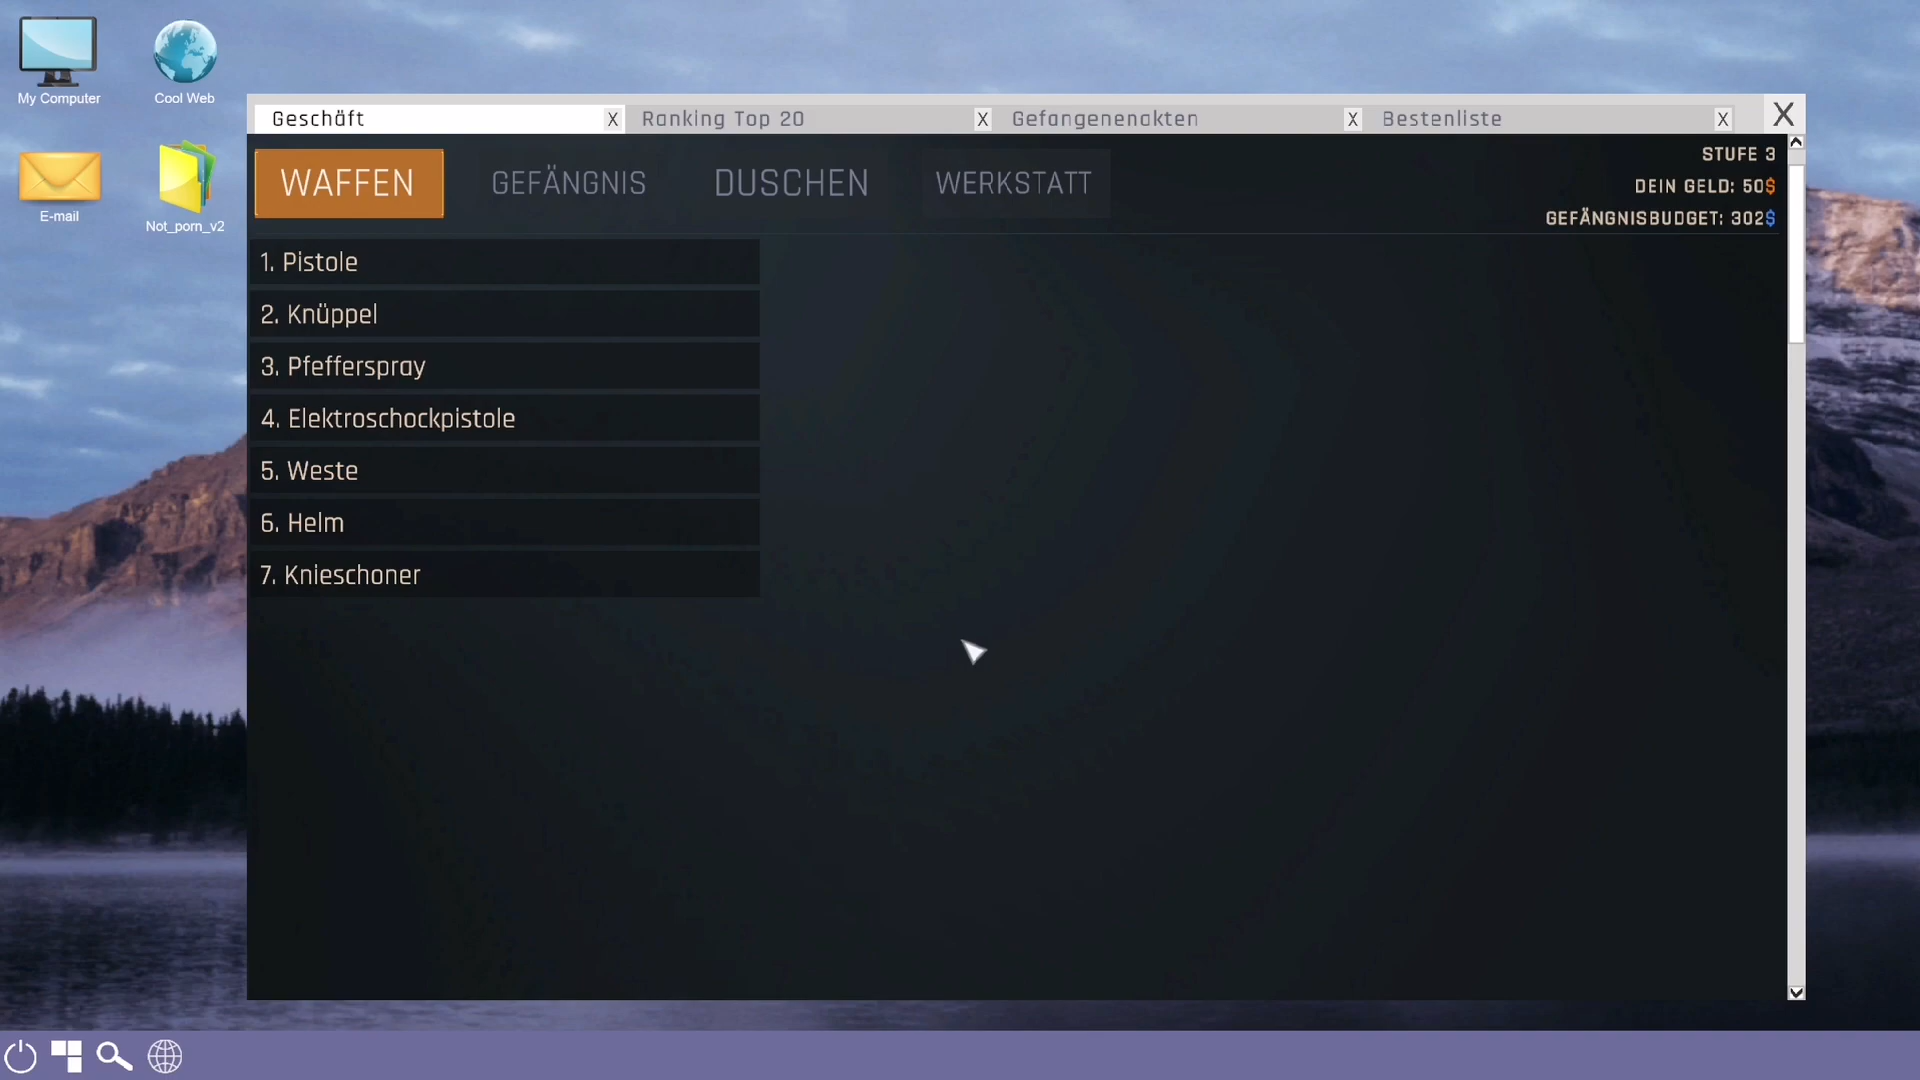 My Computer
Cool Web
E-mail
Not_porn_v2
Geschäft X
Ranking Top 20 X
Gefangenenakten X
Bestenliste X
X
WAFFEN
GEFÄNGNIS
DUSCHEN
WERKSTATT
STUFE 3
DEIN GELD: 50$
GEFÄNGNISBUDGET: 302$
1. Pistole
2. Knüppel
3. Pfefferspray
4. Elektroschockpistole
5. Weste
6. Helm
7. Knieschoner